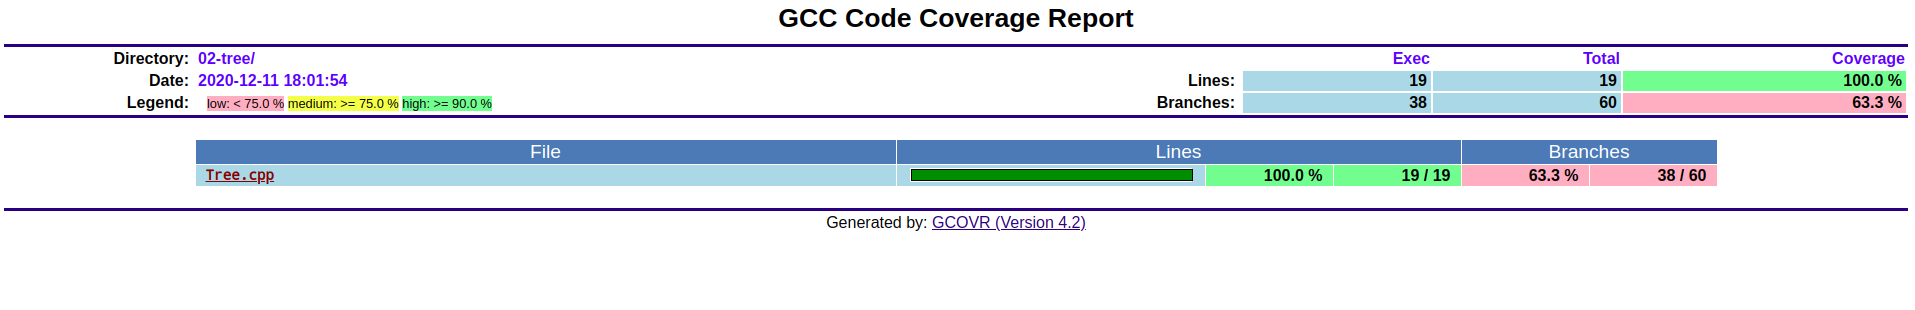 GCC Code Coverage Report
Directory: 02-tree/ Exec Total Coverage
Date: 2020-12-11 18:01:54 Lines: 19 19 100.0 %
Legend: low: < 75.0 % medium: >= 75.0 % high: >= 90.0 % Branches: 38 60 63.3 %
File Lines Branches
Tree.cpp 100.0 % 19 / 19 63.3 % 38 / 60
Generated by: GCOVR (Version 4.2)